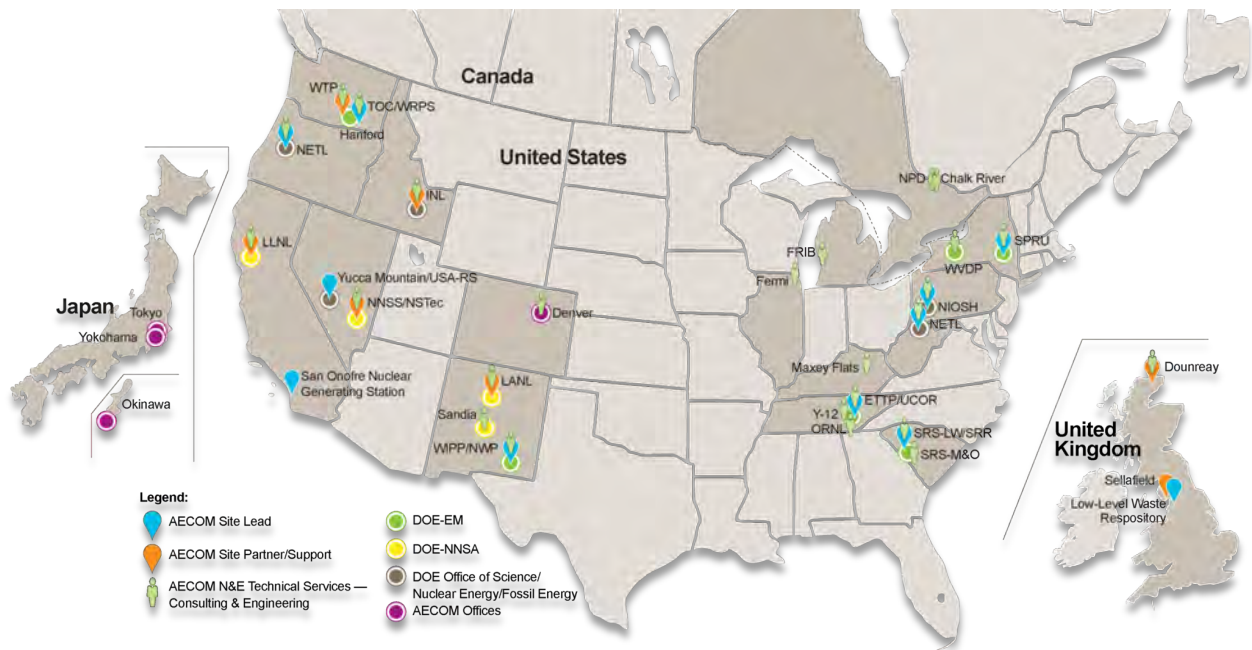 Canada
United States
WTP
TOC/WRPS
Hanford
NETL
INL
LLNL
Yucca Mountain/USA-RS
NNSS/NSTec
Denver
San Onofre Nuclear
Generating Station
LANL
Sandia
WIPP/NWP
NPD
Chalk River
FRIB
Fermi
SPRU
WVDP
NIOSH
NETL
Maxey Flats
ETTP/UCOR
Y-12
ORNL
SRS-LW/SRR
SRS-M&O
Japan
Tokyo
Yokohama
Okinawa
United
Kingdom
Dounreay
Sellafield
Low-Level Waste
Respository
Legend:
AECOM Site Lead
AECOM Site Partner/Support
AECOM N&E Technical Services —
Consulting & Engineering
DOE-EM
DOE-NNSA
DOE Office of Science/
Nuclear Energy/Fossil Energy
AECOM Offices